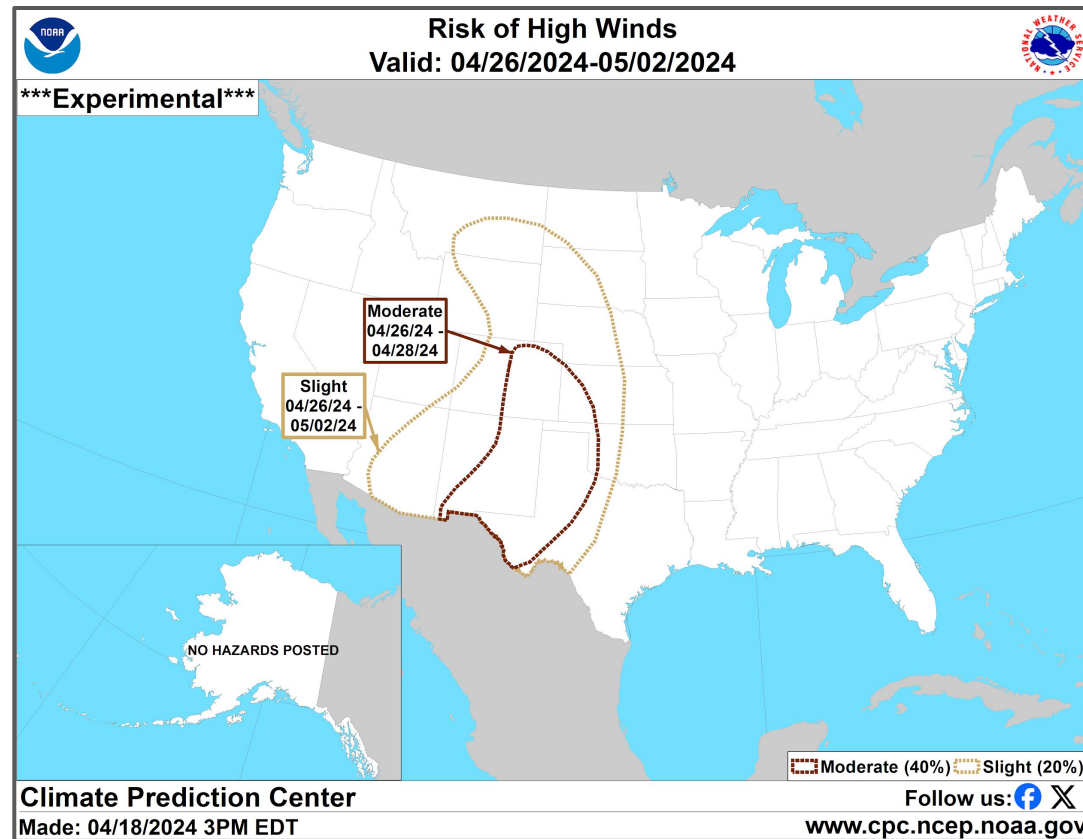 NOAA
Risk of High Winds
Valid: 04/26/2024-05/02/2024
NATIONAL WEATHER SERVICE
***Experimental***
Moderate
04/26/24 -
04/28/24
Slight
04/26/24 -
05/02/24
NO HAZARDS POSTED
Moderate (40%) Slight (20%)
Climate Prediction Center
Follow us:
Made: 04/18/2024 3PM EDT
www.cpc.ncep.noaa.gov